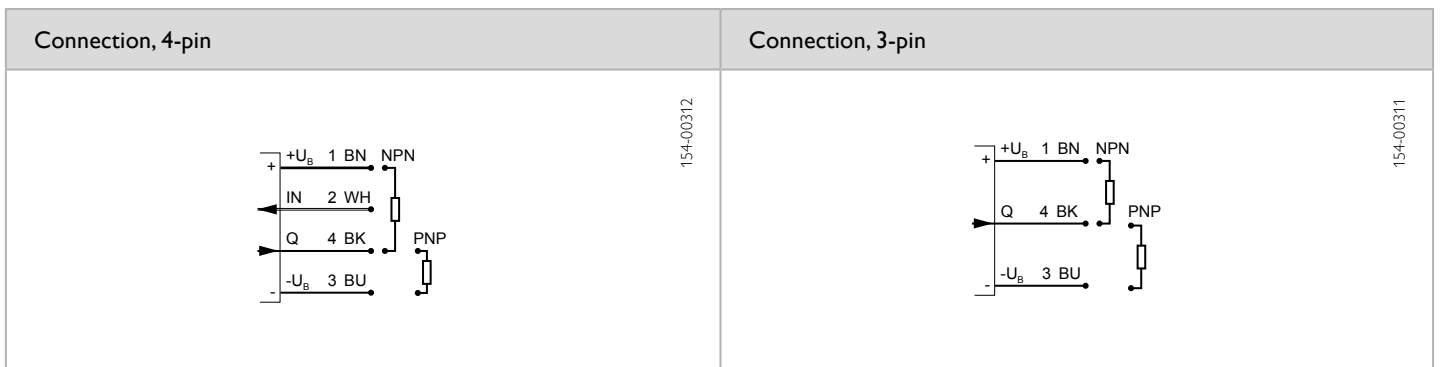 Connection, 4-pin
Connection, 3-pin
154-00312
+
+U_B 1 BN NPN
IN 2 WH
Q 4 BK PNP
-U_B 3 BU
-
154-00311
+
+U_B 1 BN NPN
Q 4 BK PNP
-U_B 3 BU
-